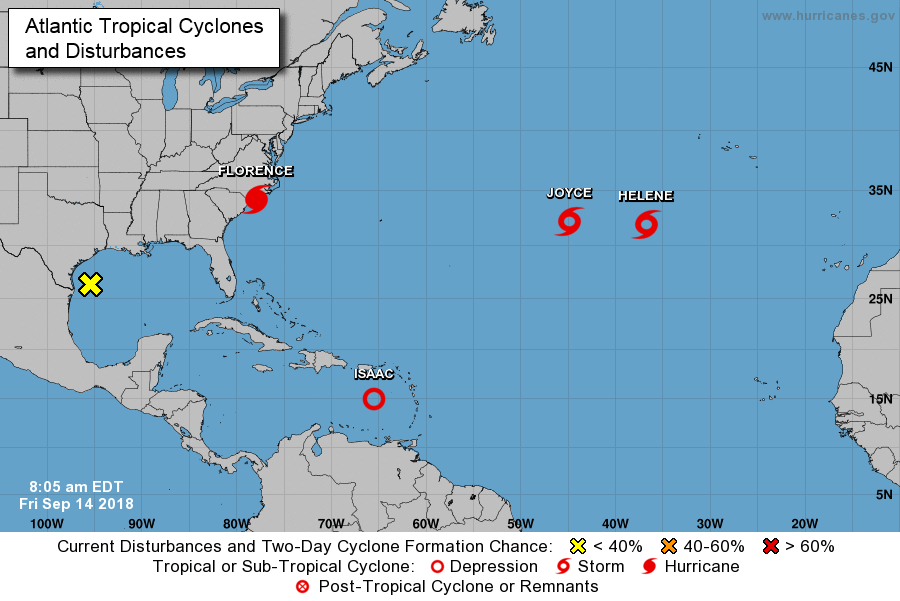 Atlantic Tropical Cyclones
and Disturbances
www.hurricanes.gov
45N
FLORENCE
35N
JOYCE
HELENE
25N
ISAAC
15N
8:05 am EDT
Fri Sep 14 2018
5N
100W 90W 80W 70W 60W 50W 40W 30W 20W
Current Disturbances and Two-Day Cyclone Formation Chance: < 40% 40-60% > 60%
Tropical or Sub-Tropical Cyclone: Depression Storm Hurricane
Post-Tropical Cyclone or Remnants